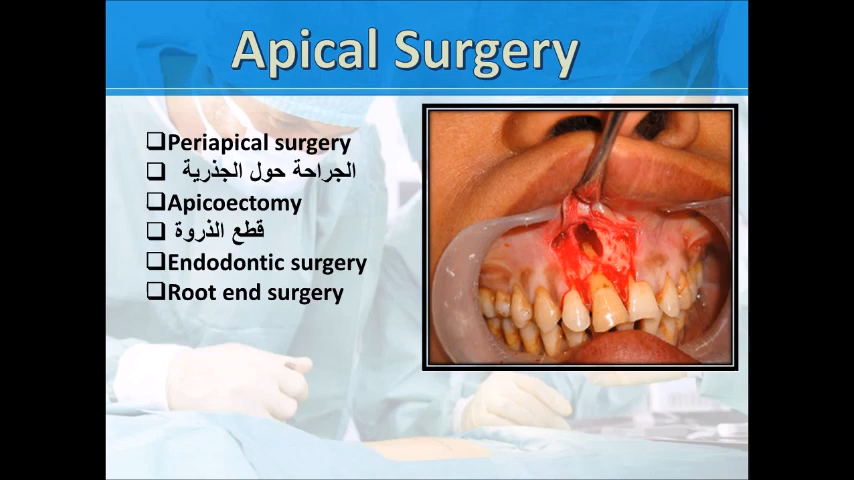 Apical Surgery
Periapical surgery
الجراحة حول الجذرية
Apicoectomy
قطع الذروة
Endodontic surgery
Root end surgery